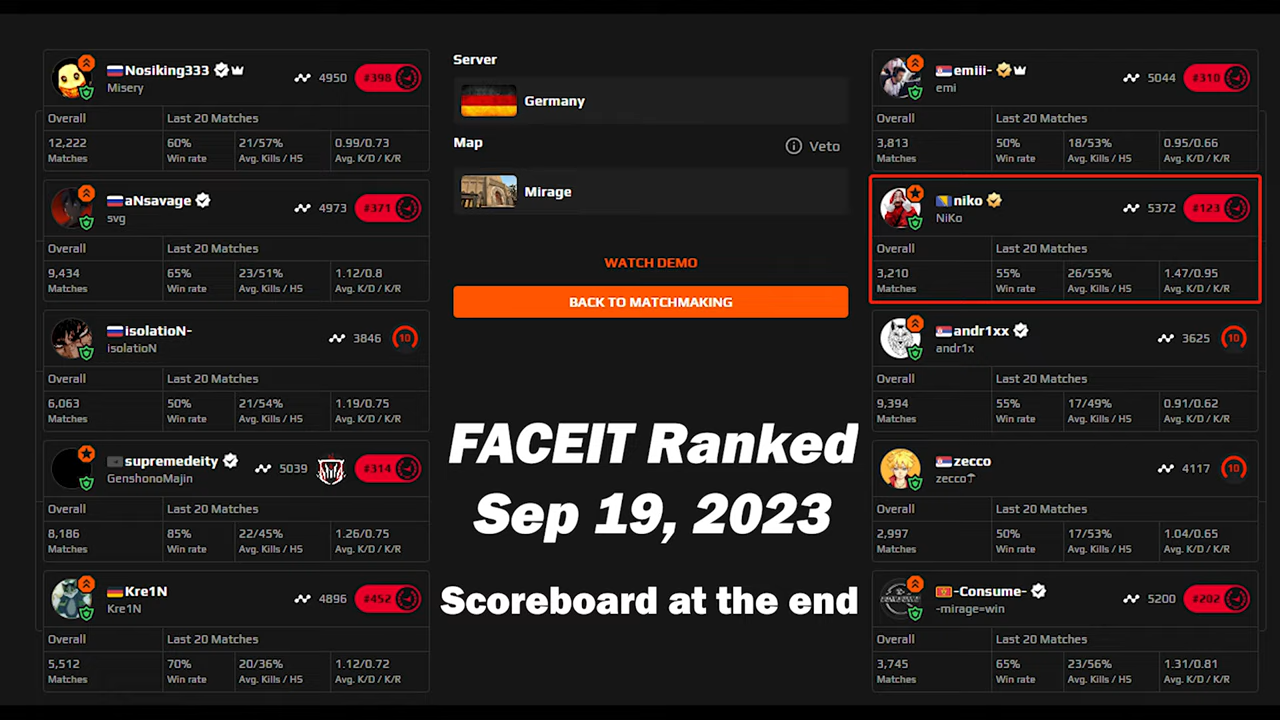 Nosiking333
4950
#398
Misery
Overall
Last 20 Matches
12,222
60%
21/57%
0.99/0.73
Matches
Win rate
Avg. Kills / HS
Avg. K/D / K/R
aNsavage
4973
#371
svg
Overall
Last 20 Matches
9,434
65%
23/51%
1.12/0.8
Matches
Win rate
Avg. Kills / HS
Avg. K/D / K/R
isolatioN-
3846
10
isolatioN
Overall
Last 20 Matches
6,063
50%
21/54%
1.19/0.75
Matches
Win rate
Avg. Kills / HS
Avg. K/D / K/R
supremedeity
5039
#314
GenshonoMajin
Overall
Last 20 Matches
8,186
85%
22/45%
1.26/0.75
Matches
Win rate
Avg. Kills / HS
Avg. K/D / K/R
Kre1N
4896
#452
Kre1N
Overall
Last 20 Matches
5,512
70%
20/36%
1.12/0.72
Matches
Win rate
Avg. Kills / HS
Avg. K/D / K/R
Server
Germany
Map
Veto
Mirage
WATCH DEMO
BACK TO MATCHMAKING
FACEIT Ranked
Sep 19, 2023
Scoreboard at the end
emiii-
5044
#310
emi
Overall
Last 20 Matches
3,813
50%
18/53%
0.95/0.66
Matches
Win rate
Avg. Kills / HS
Avg. K/D / K/R
niko
5372
#123
NiKo
Overall
Last 20 Matches
3,210
55%
26/55%
1.47/0.95
Matches
Win rate
Avg. Kills / HS
Avg. K/D / K/R
andr1xx
3625
10
andr1x
Overall
Last 20 Matches
9,394
55%
17/49%
0.91/0.62
Matches
Win rate
Avg. Kills / HS
Avg. K/D / K/R
zecco
4117
10
zecco☂
Overall
Last 20 Matches
2,997
50%
17/53%
1.04/0.65
Matches
Win rate
Avg. Kills / HS
Avg. K/D / K/R
-Consume-
5200
#202
-mirage=win
Overall
Last 20 Matches
3,745
65%
23/56%
1.31/0.81
Matches
Win rate
Avg. Kills / HS
Avg. K/D / K/R